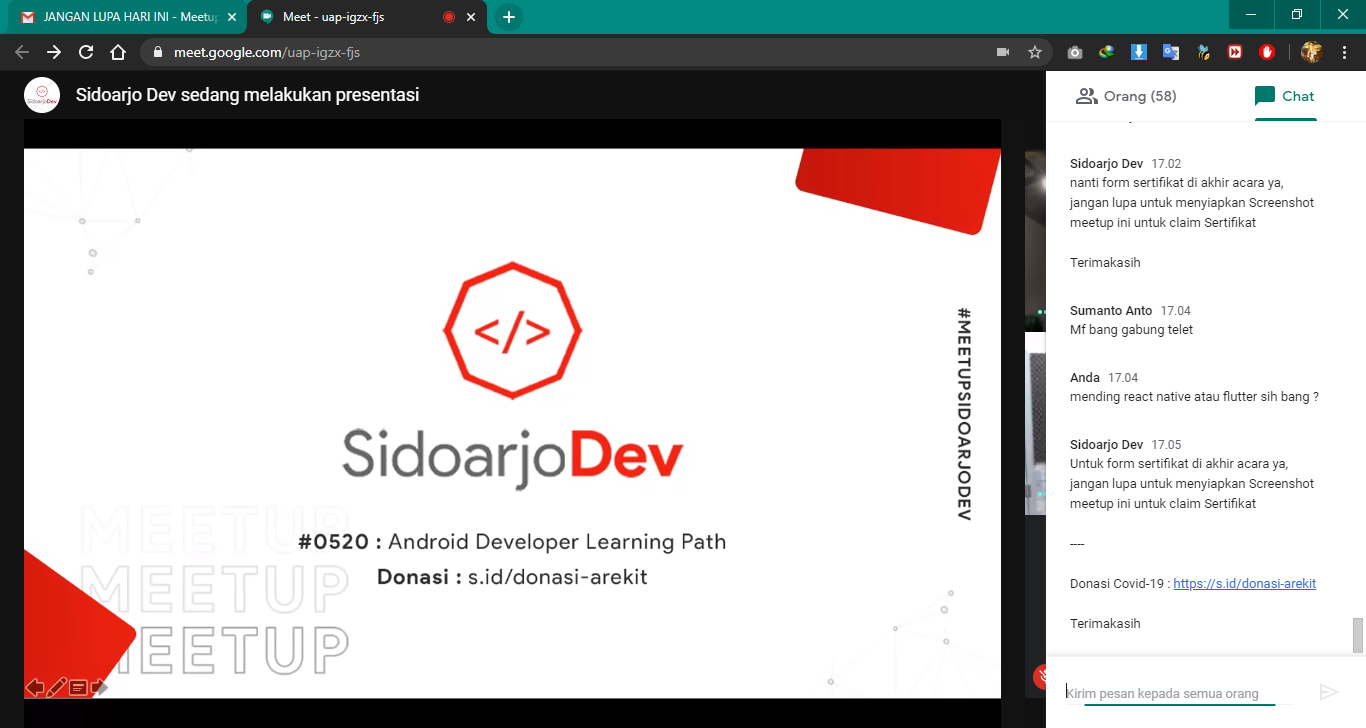 JANGAN LUPA HARI INI - Meetup
Meet - uap-igzx-fjs
meet.google.com/uap-igzx-fjs
SidoarjoDev
Sidoarjo Dev sedang melakukan presentasi
</>
SidoarjoDev
#0520 : Android Developer Learning Path
Donasi : s.id/donasi-arekit
MEETUP
MEETUP
MEETUP
#MEETUPSIDOARJODEV
Orang (58)
Chat
Sidoarjo Dev 17.02
nanti form sertifikat di akhir acara ya,
jangan lupa untuk menyiapkan Screenshot
meetup ini untuk claim Sertifikat
Terimakasih
Sumanto Anto 17.04
Mf bang gabung telet
Anda 17.04
mending react native atau flutter sih bang ?
Sidoarjo Dev 17.05
Untuk form sertifikat di akhir acara ya,
jangan lupa untuk menyiapkan Screenshot
meetup ini untuk claim Sertifikat
----
Donasi Covid-19 : https://s.id/donasi-arekit
Terimakasih
Kirim pesan kepada semua orang